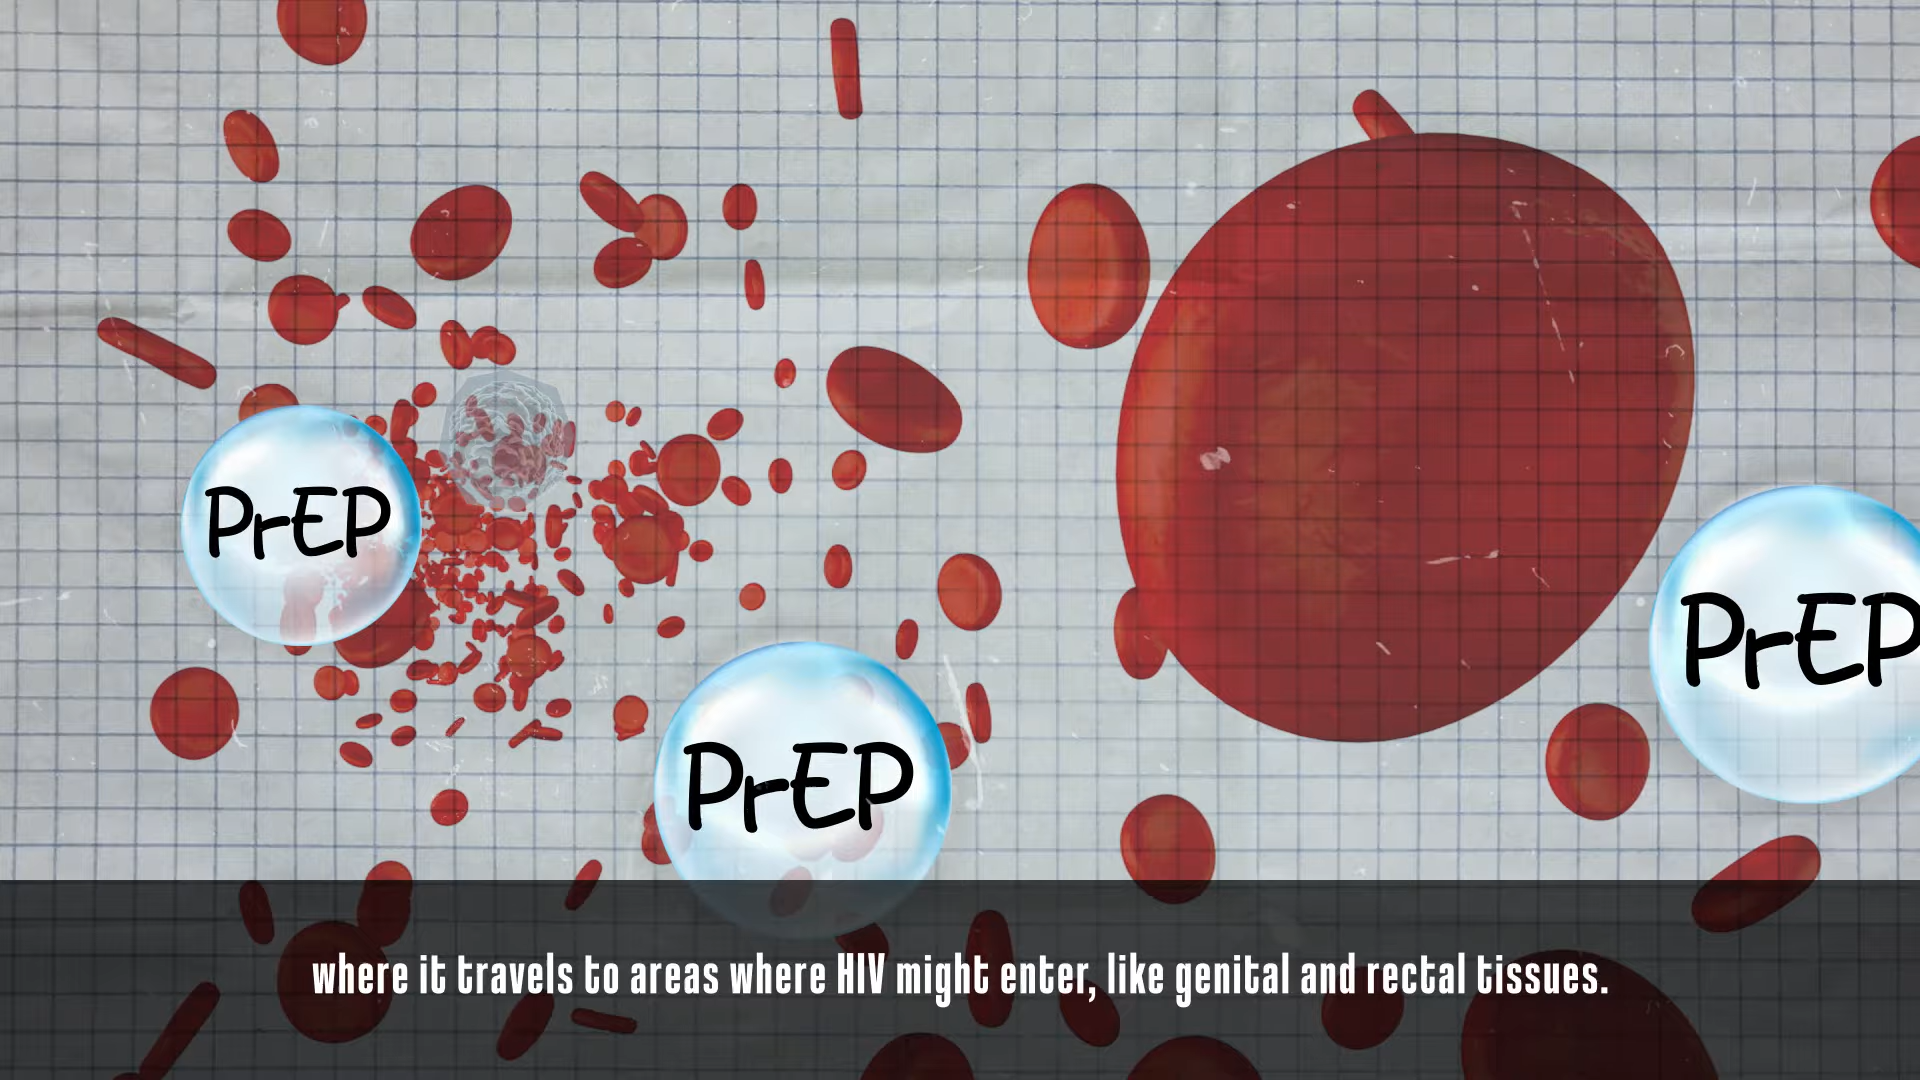 PrEP
PrEP
PrEP
where it travels to areas where HIV might enter, like genital and rectal tissues.